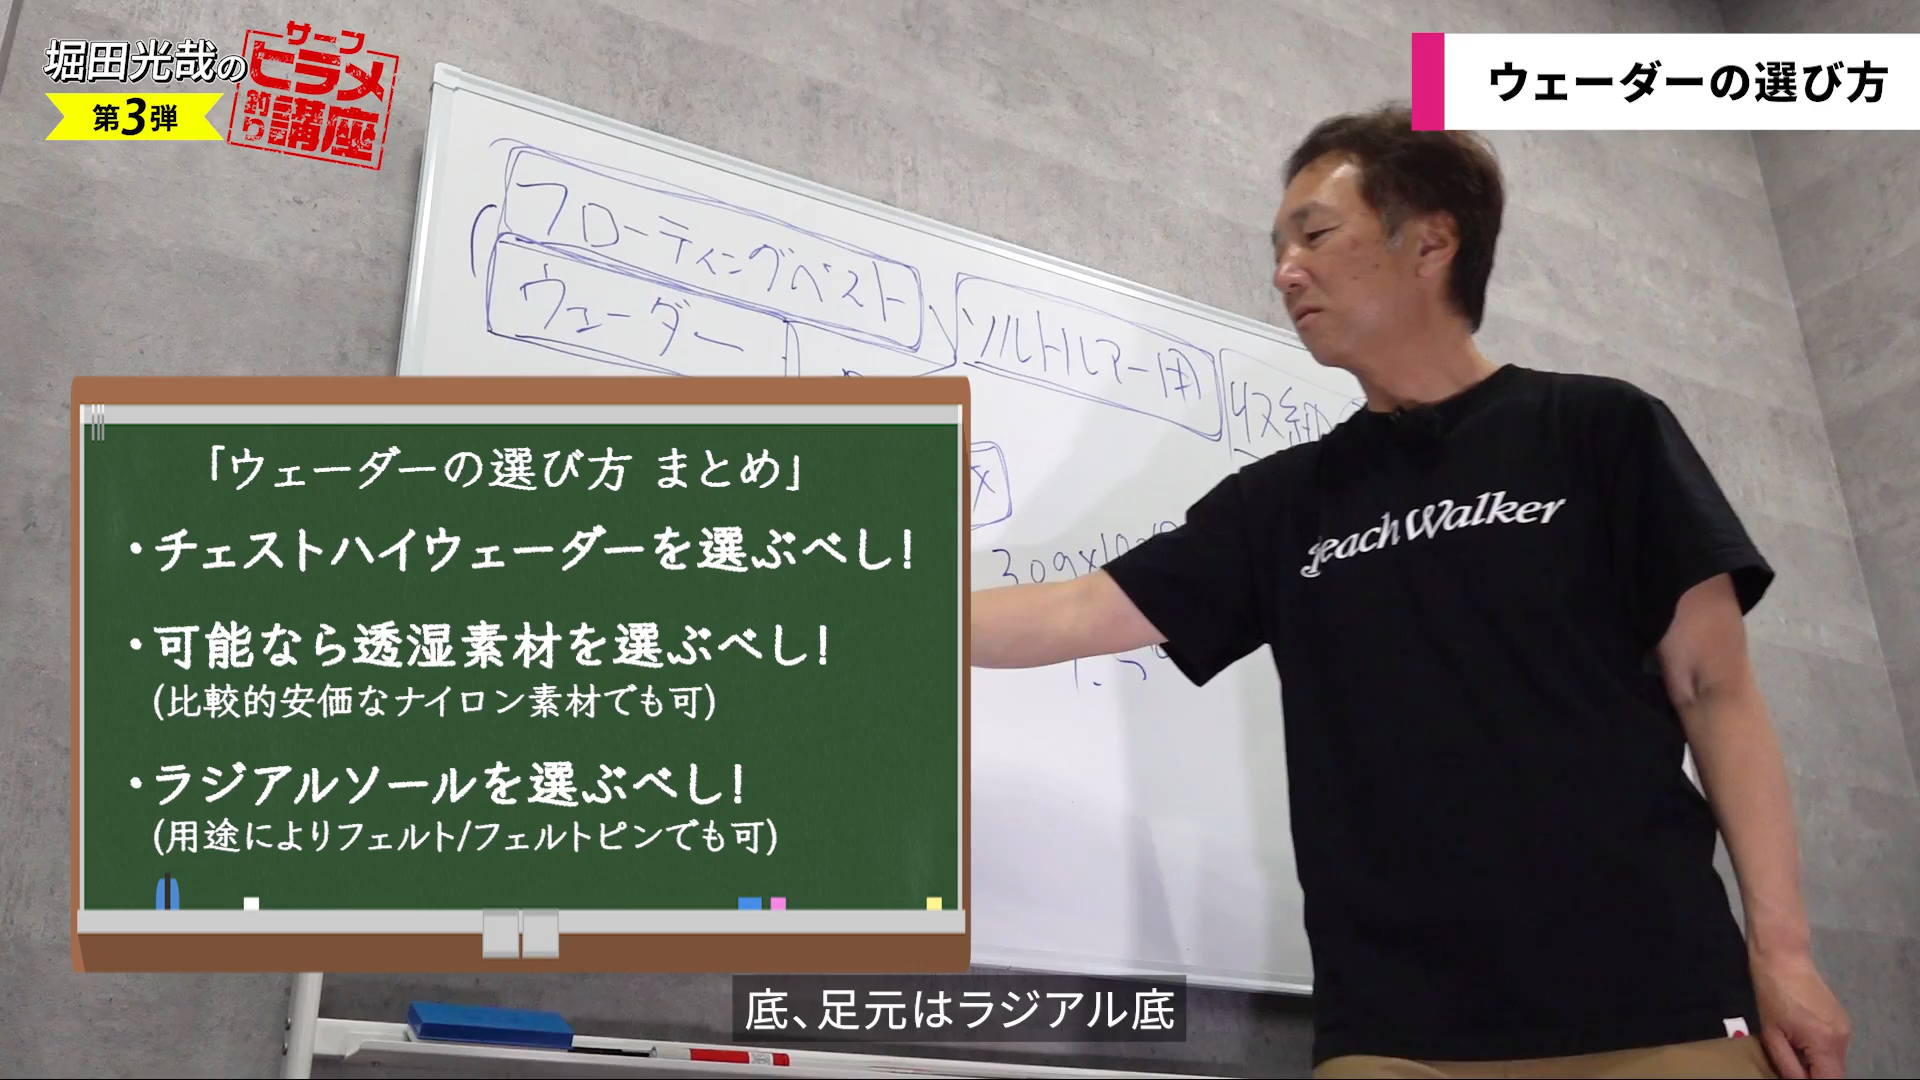 堀田光哉の
サーフ
ヒラメ
釣り講座
第3弾
ウェーダーの選び方
フローティングベスト
ウェーダー
ソルトルアー用
収納
30g×10
Beach Walker
「ウェーダーの選び方 まとめ」
・チェストハイウェーダーを選ぶべし!
・可能なら透湿素材を選ぶべし!
(比較的安価なナイロン素材でも可)
・ラジアルソールを選ぶべし!
(用途によりフェルト/フェルトピンでも可)
底、足元はラジアル底